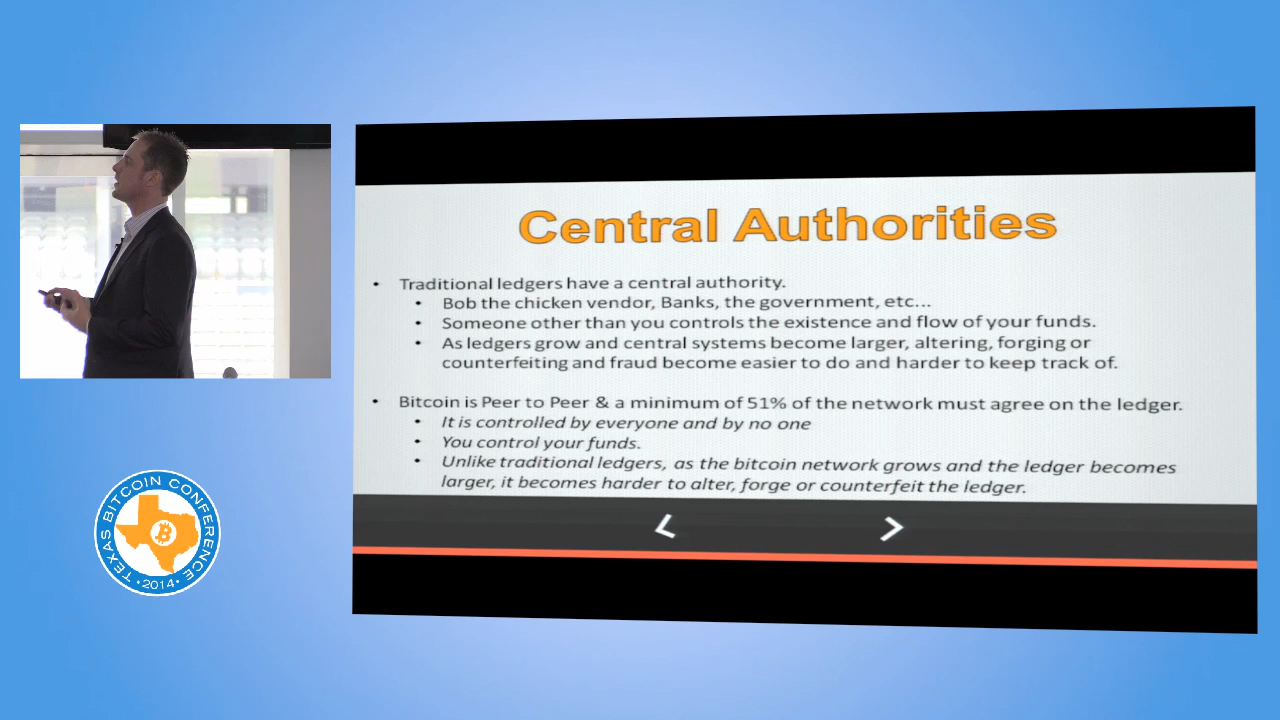 Central Authorities
• Traditional ledgers have a central authority.
• Bob the chicken vendor, Banks, the government, etc...
• Someone other than you controls the existence and flow of your funds.
• As ledgers grow and central systems become larger, altering, forging or
counterfeiting and fraud become easier to do and harder to keep track of.
• Bitcoin is Peer to Peer & a minimum of 51% of the network must agree on the ledger.
• It is controlled by everyone and by no one
• You control your funds.
• Unlike traditional ledgers, as the bitcoin network grows and the ledger becomes
larger, it becomes harder to alter, forge or counterfeit the ledger.
TEXAS BITCOIN CONFERENCE
• 2014 •